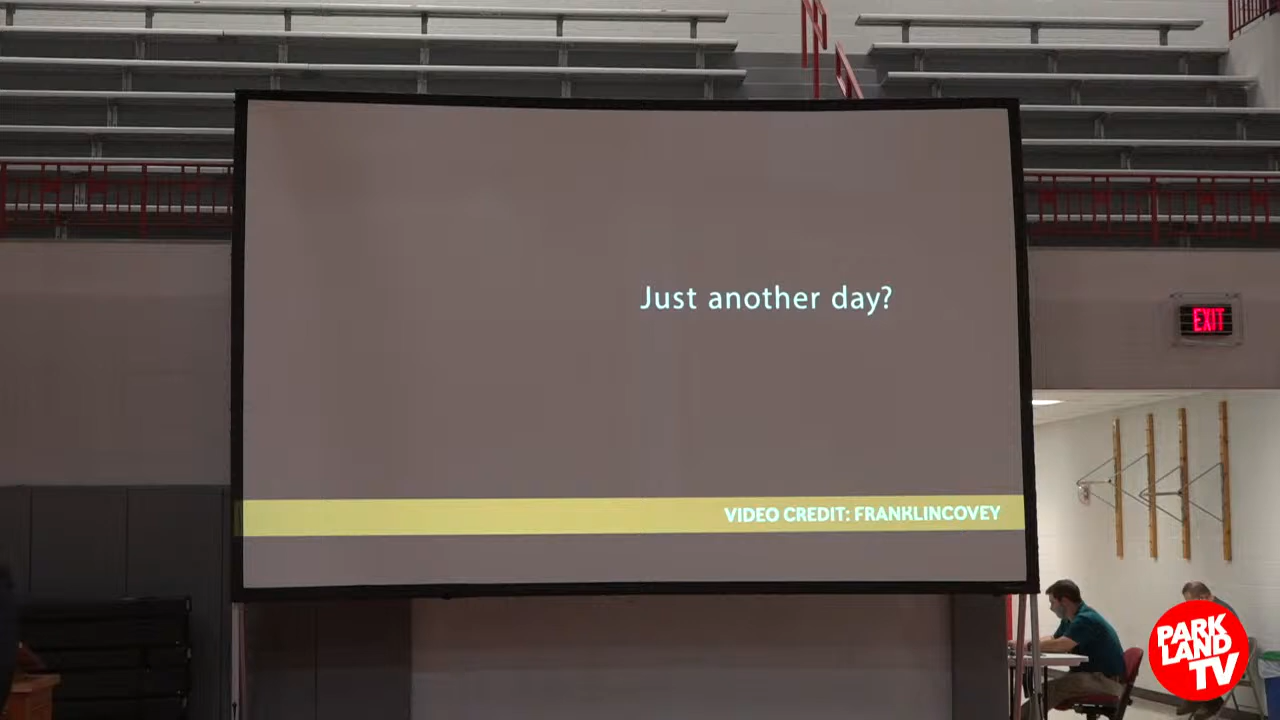 Just another day?
VIDEO CREDIT: FRANKLINCOVEY
EXIT
PARK
LAND
TV